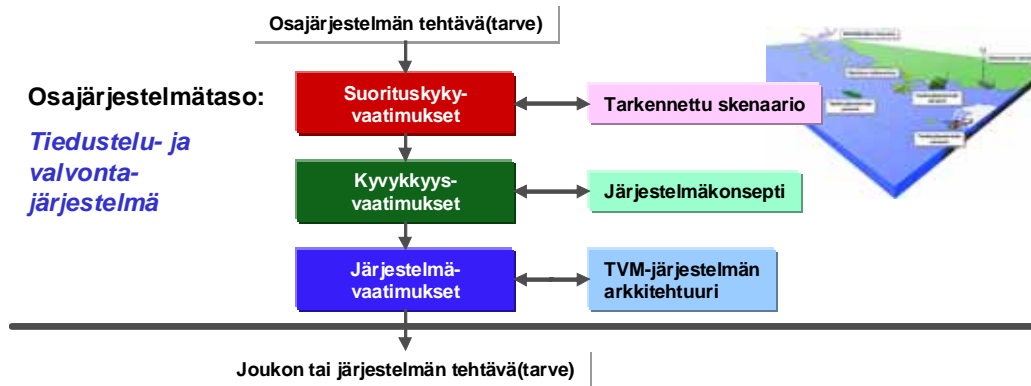 Osajärjestelmän tehtävä(tarve)
Osajärjestelmätaso:
Tiedustelu- ja
valvonta-
järjestelmä
Suorituskyky-
vaatimukset
Tarkennettu skenaario
Kyvykkyys-
vaatimukset
Järjestelmäkonsepti
Järjestelmä-
vaatimukset
TVM-järjestelmän
arkkitehtuuri
Joukon tai järjestelmän tehtävä(tarve)